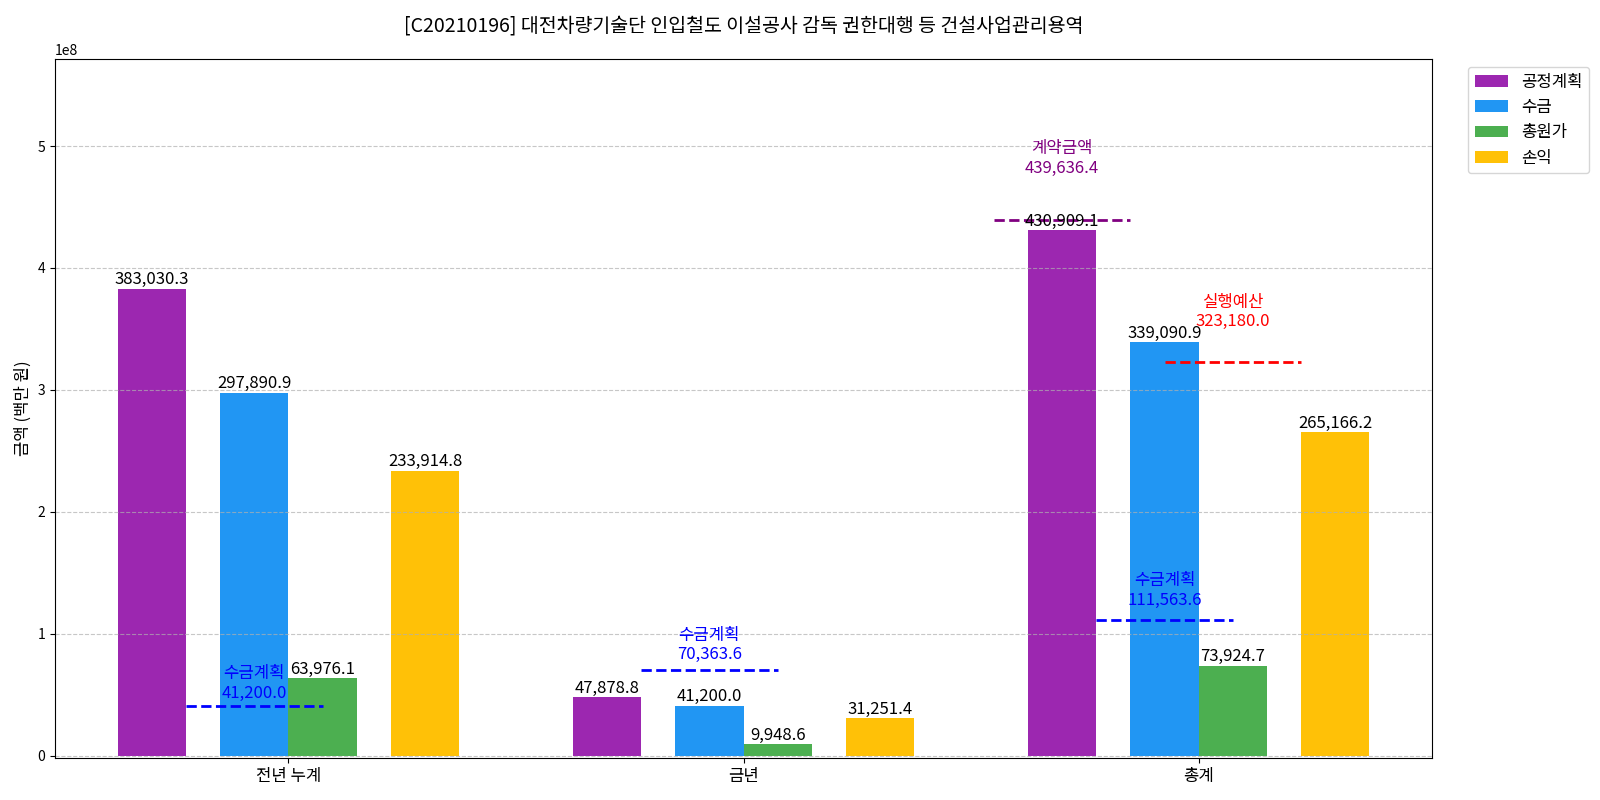 [C20210196] 대전차량기술단 인입철도 이설공사 감독 권한대행 등 건설사업관리용역
1e8
금액 (백만 원)
5
4
3
2
1
0
383,030.3
297,890.9
수금계획
41,200.0
63,976.1
233,914.8
47,878.8
수금계획
70,363.6
41,200.0
9,948.6
31,251.4
계약금액
439,636.4
430,909.1
실행예산
323,180.0
339,090.9
수금계획
111,563.6
73,924.7
265,166.2
전년 누계
금년
총계
공정계획
수금
총원가
손익